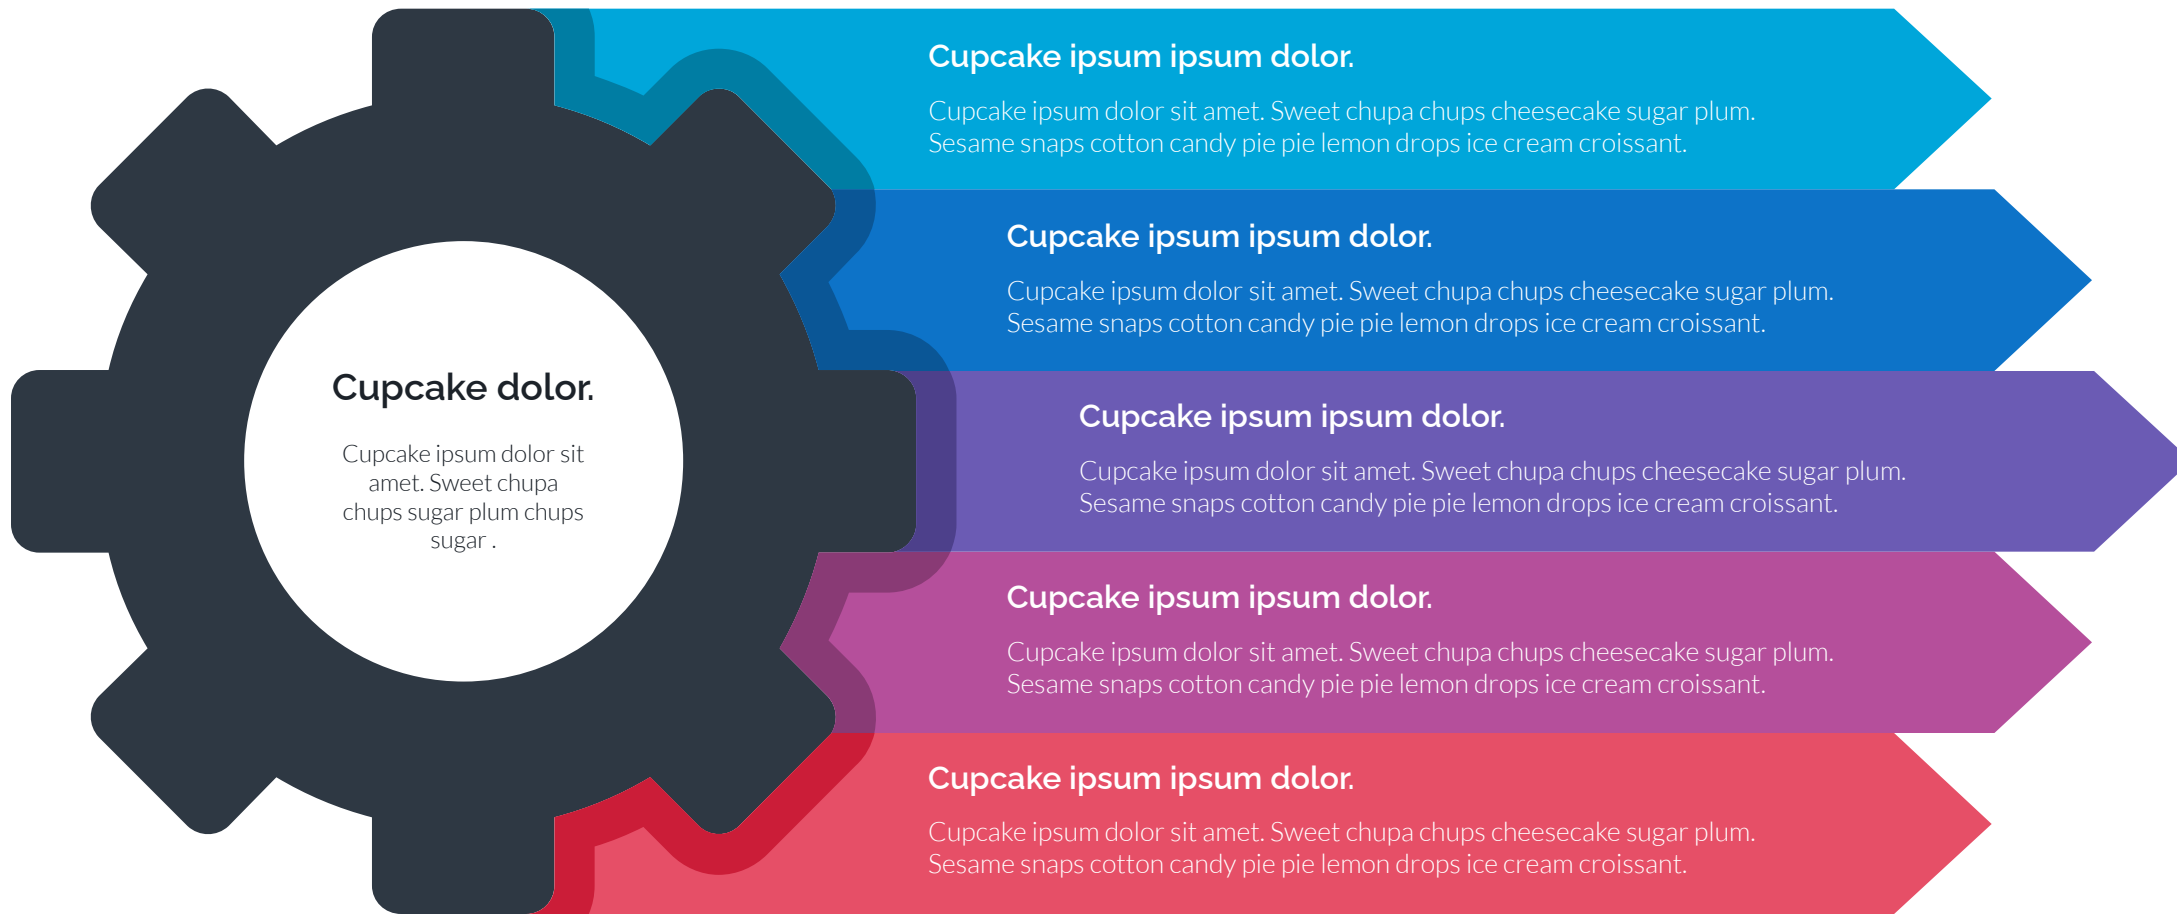 Cupcake dolor.
Cupcake ipsum dolor sit
amet. Sweet chupa
chups sugar plum chups
sugar .
Cupcake ipsum ipsum dolor.
Cupcake ipsum dolor sit amet. Sweet chupa chups cheesecake sugar plum.
Sesame snaps cotton candy pie pie lemon drops ice cream croissant.
Cupcake ipsum ipsum dolor.
Cupcake ipsum dolor sit amet. Sweet chupa chups cheesecake sugar plum.
Sesame snaps cotton candy pie pie lemon drops ice cream croissant.
Cupcake ipsum ipsum dolor.
Cupcake ipsum dolor sit amet. Sweet chupa chups cheesecake sugar plum.
Sesame snaps cotton candy pie pie lemon drops ice cream croissant.
Cupcake ipsum ipsum dolor.
Cupcake ipsum dolor sit amet. Sweet chupa chups cheesecake sugar plum.
Sesame snaps cotton candy pie pie lemon drops ice cream croissant.
Cupcake ipsum ipsum dolor.
Cupcake ipsum dolor sit amet. Sweet chupa chups cheesecake sugar plum.
Sesame snaps cotton candy pie pie lemon drops ice cream croissant.